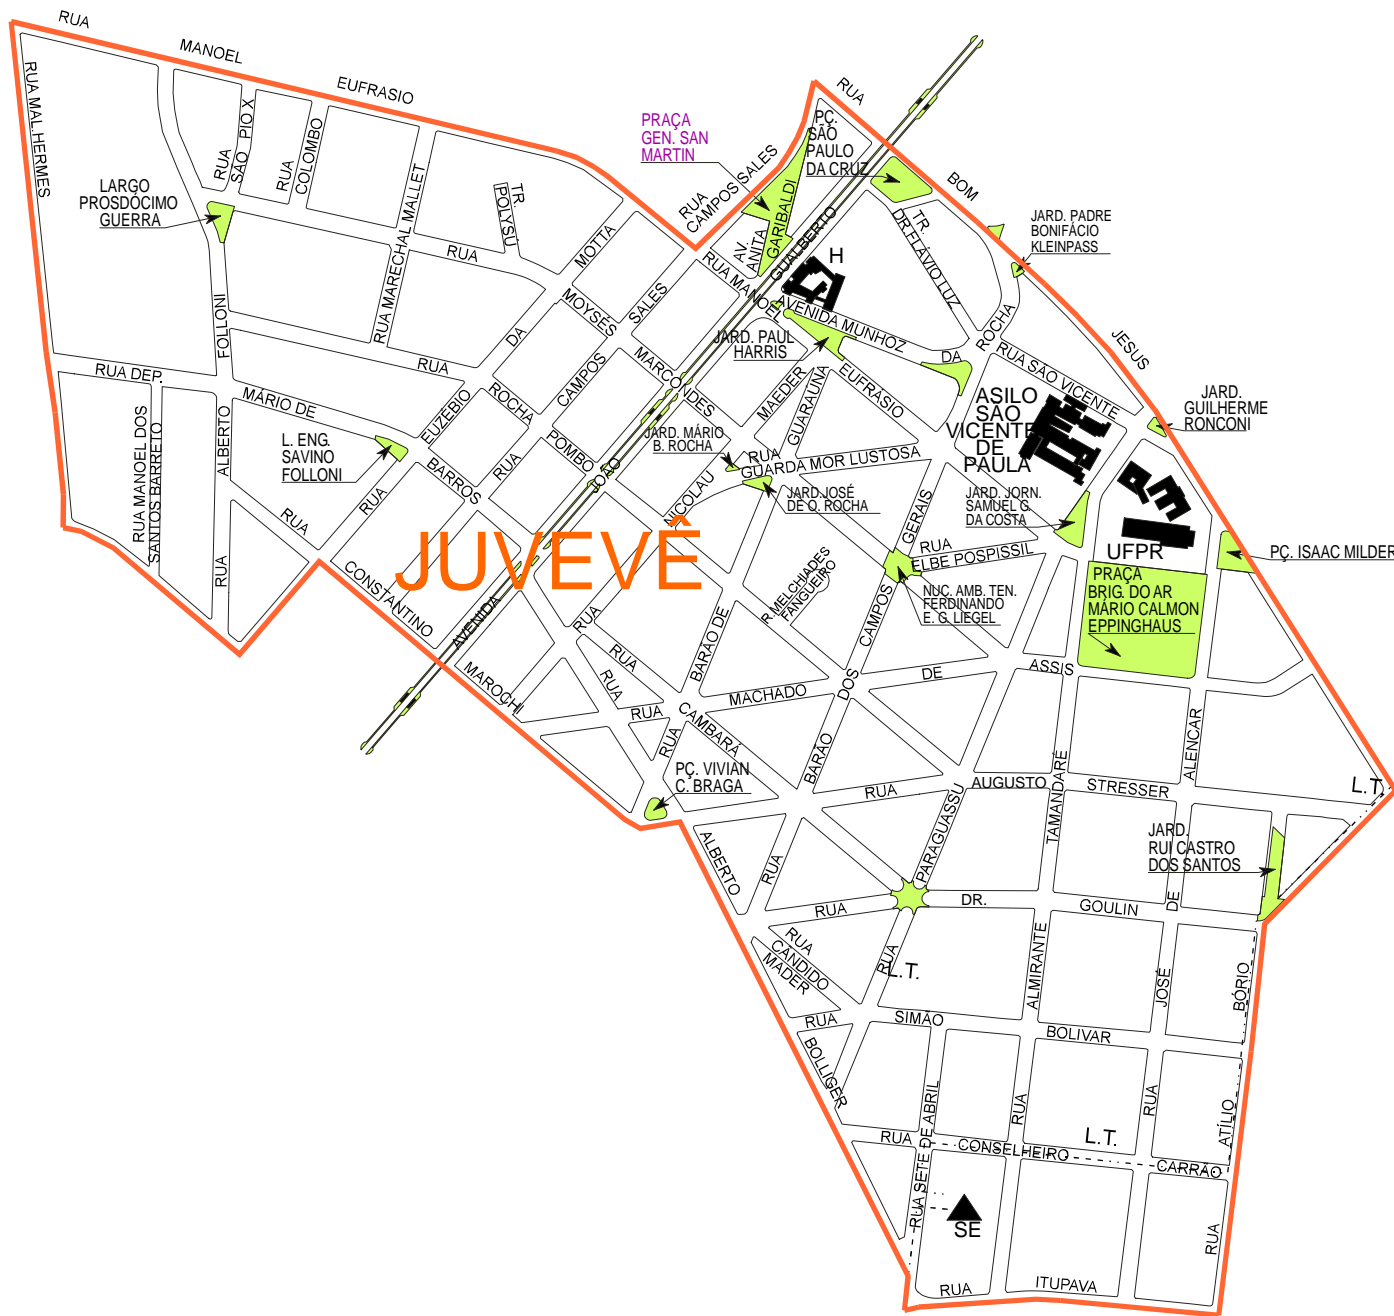 RUA
MANOEL
EUFRASIO
RUA MAL.HERMES
RUA
SAO PIO X
RUA
COLOMBO
LARGO
PROSDÓCIMO
GUERRA
RUA MARECHAL MALLET
TR.
POLYSÚ
RUA
MOTTA
DA
EUZÉBIO
RUA
PRAÇA
GEN. SAN
MARTIN
RUA
CAMPOS SALES
PÇ.
SÃO
PAULO
DA CRUZ
RUA
BOM
JESUS
AV.
ANITA
GARIBALDI
GUALBERTO
JOÃO
AVENIDA
H
TR.
DR.FLÁVIO LUZ
JARD. PADRE
BONIFÁCIO
KLEINPASS
RUA MANOEL
EUFRASIO
AVENIDA MUNHOZ
DA
ROCHA
RUA SAO VICENTE
JARD. PAUL
HARRIS
MOYSÉS
MARCONDES
SALES
CAMPOS
RUA
FOLLONI
ALBERTO
RUA
RUA
ROCHA
POMBO
RUA DEP.
MÁRIO DE
BARROS
RUA MANOEL DOS
SANTOS BARRETO
L. ENG.
SAVINO
FOLLONI
RUA
CONSTANTINO
MAROCHI
MAEDER
NICOLAU
RUA
GUARAUNA
JARD. MÁRIO
B. ROCHA
RUA
GUARDA MOR LUSTOSA
JARD.JOSÉ
DE O. ROCHA
ASILO
SAO
VICENTE
DE
PAULA
JARD.
GUILHERME
RONCONI
JARD. JORN.
SAMUEL G.
DA COSTA
UFPR
PÇ. ISAAC MILDER
PRAÇA
BRIG. DO AR
MÁRIO CALMON
EPPINGHAUS
JUVEVÊ
RUA
ELBE POSPISSIL
NUC. AMB. TEN.
FERDINANDO
E. G. LIEGEL
R.MELCHIADES
FANGUEIRO
GERAIS
CAMPOS
DOS
BARÃO
RUA
BARAO DE
RUA
CAMBARA
RUA
RUA
RUA
MACHADO
DE
ASSIS
PÇ. VIVIAN
C. BRAGA
RUA
AUGUSTO
STRESSER
L.T.
ALENCAR
DE
JOSÉ
RUA
TAMANDARÉ
ALMIRANTE
RUA
PARAGUASSU
RUA
JARD.
RUI CASTRO
DOS SANTOS
ALBERTO
BOLLIGER
RUA
DR.
GOULIN
RUA
CANDIDO
MADER
L.T.
RUA
SIMÃO
BOLIVAR
BÓRIO
ATÍLIO
RUA
RUA SETE DE ABRIL
RUA
CONSELHEIRO
CARRÃO
L.T.
SE
RUA
ITUPAVA